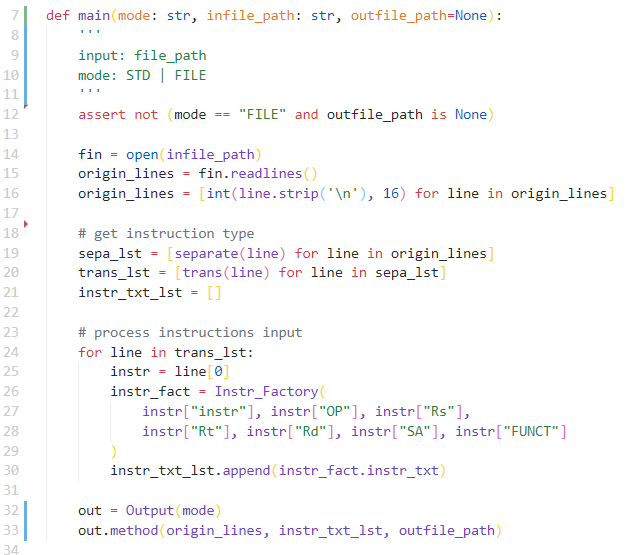 7 def main(mode: str, infile_path: str, outfile_path=None):
8     '''
9     input: file_path
10     mode: STD | FILE
11     '''
12     assert not (mode == "FILE" and outfile_path is None)
13
14     fin = open(infile_path)
15     origin_lines = fin.readlines()
16     origin_lines = [int(line.strip('\n'), 16) for line in origin_lines]
17
18     # get instruction type
19     sepa_lst = [separate(line) for line in origin_lines]
20     trans_lst = [trans(line) for line in sepa_lst]
21     instr_txt_lst = []
22
23     # process instructions input
24     for line in trans_lst:
25         instr = line[0]
26         instr_fact = Instr_Factory(
27             instr["instr"], instr["OP"], instr["Rs"],
28             instr["Rt"], instr["Rd"], instr["SA"], instr["FUNCT"]
29         )
30         instr_txt_lst.append(instr_fact.instr_txt)
31
32     out = Output(mode)
33     out.method(origin_lines, instr_txt_lst, outfile_path)
34